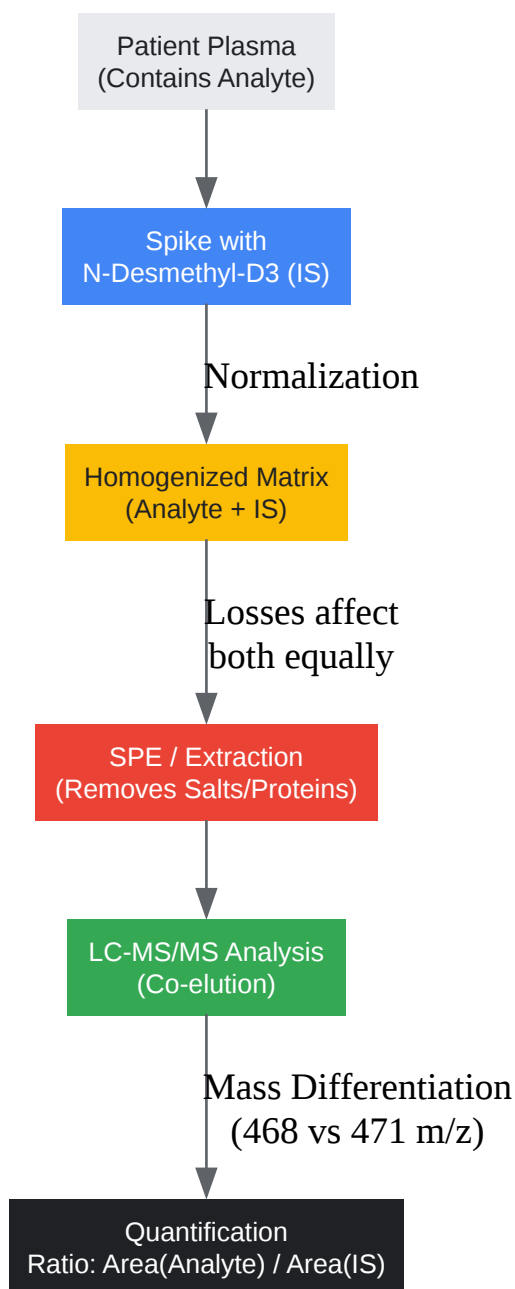 Patient Plasma
(Contains Analyte)
Spike with
N-Desmethyl-D3 (IS)
Normalization
Homogenized Matrix
(Analyte + IS)
Losses affect
both equally
SPE / Extraction
(Removes Salts/Proteins)
LC-MS/MS Analysis
(Co-elution)
Mass Differentiation
(468 vs 471 m/z)
Quantification
Ratio: Area(Analyte) / Area(IS)